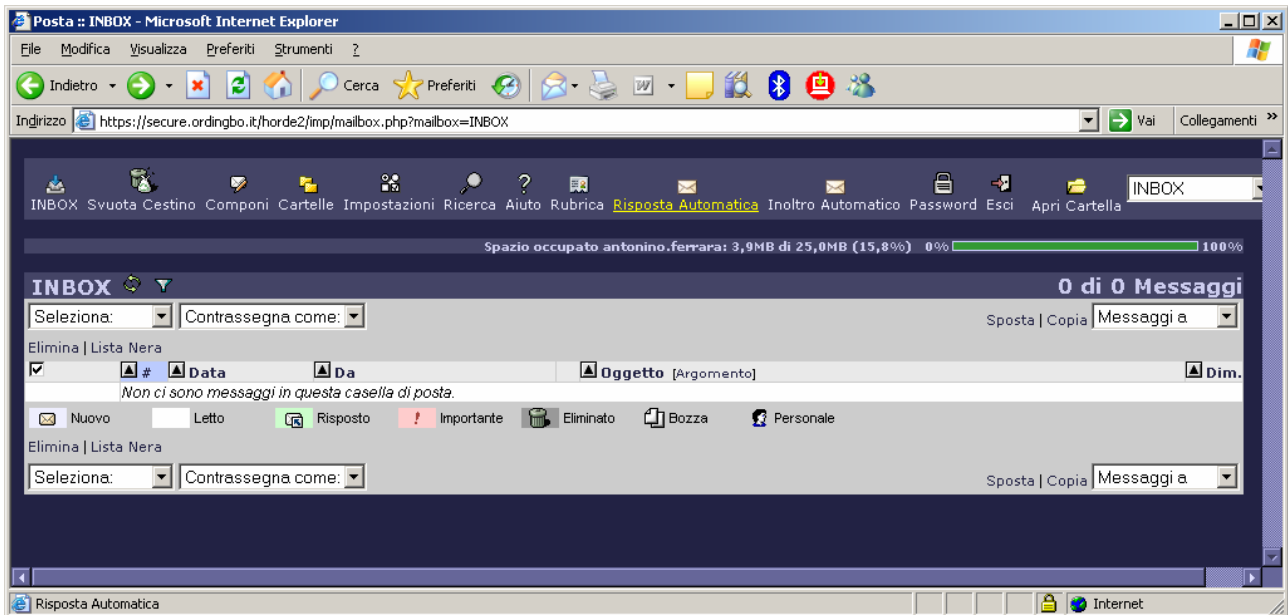 Posta :: INBOX - Microsoft Internet Explorer
File Modifica Visualizza Preferiti Strumenti ?
Indietro Cerca Preferiti
Indirizzo https://secure.ordingbo.it/horde2/imp/mailbox.php?mailbox=INBOX Vai Collegamenti »
INBOX Svuota Cestino Componi Cartelle Impostazioni Ricerca Aiuto Rubrica Risposta Automatica Inoltro Automatico Password Esci Apri Cartella INBOX
Spazio occupato antonino.ferrara: 3,9MB di 25,0MB (15,8%) 0% 100%
INBOX 0 di 0 Messaggi
Seleziona: Contrassegna come: Sposta | Copia Messaggi a
Elimina | Lista Nera
# Data Da Oggetto [Argomento] Dim.
Non ci sono messaggi in questa casella di posta.
Nuovo Letto Risposto ! Importante Eliminato Bozza Personale
Elimina | Lista Nera
Seleziona: Contrassegna come: Sposta | Copia Messaggi a
Risposta Automatica Internet